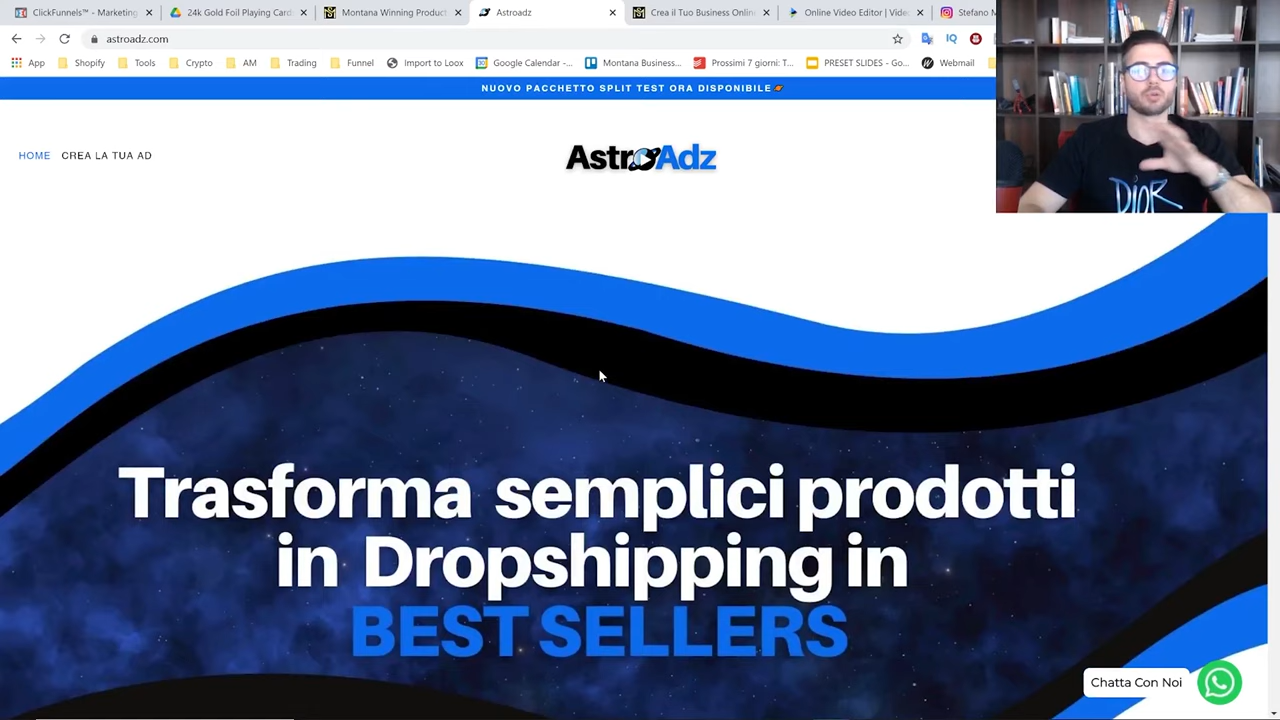 ClickFunnels™ - Marketing
24k Gold Foil Playing Card
Montana Winning Product
Astroadz
Crea il Tuo Business Online
Online Video Editor | Vide
Stefano M
astroadz.com
IQ
App
Shopify
Tools
Crypto
AM
Trading
Funnel
Import to Loox
Google Calendar -...
Montana Business...
Prossimi 7 giorni: T...
PRESET SLIDES - Go...
Webmail
NUOVO PACCHETTO SPLIT TEST ORA DISPONIBILE
HOME
CREA LA TUA AD
AstroAdz
DIOR
Trasforma semplici prodotti
in Dropshipping in
BEST SELLERS
Chatta Con Noi